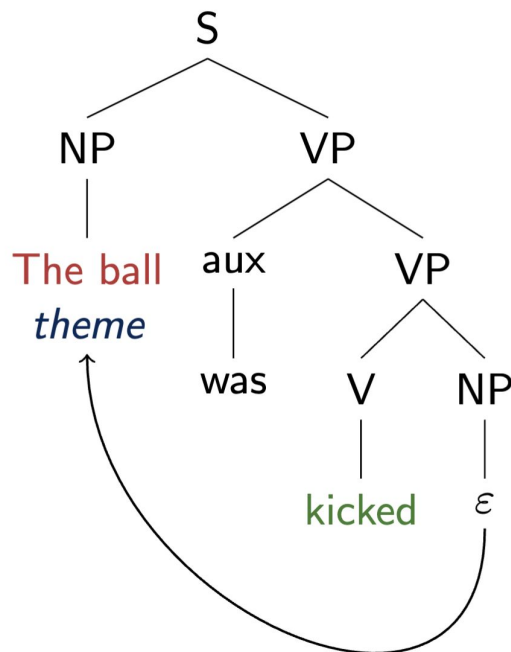 S
NP VP
The ball aux VP
theme
was V NP
kicked ε